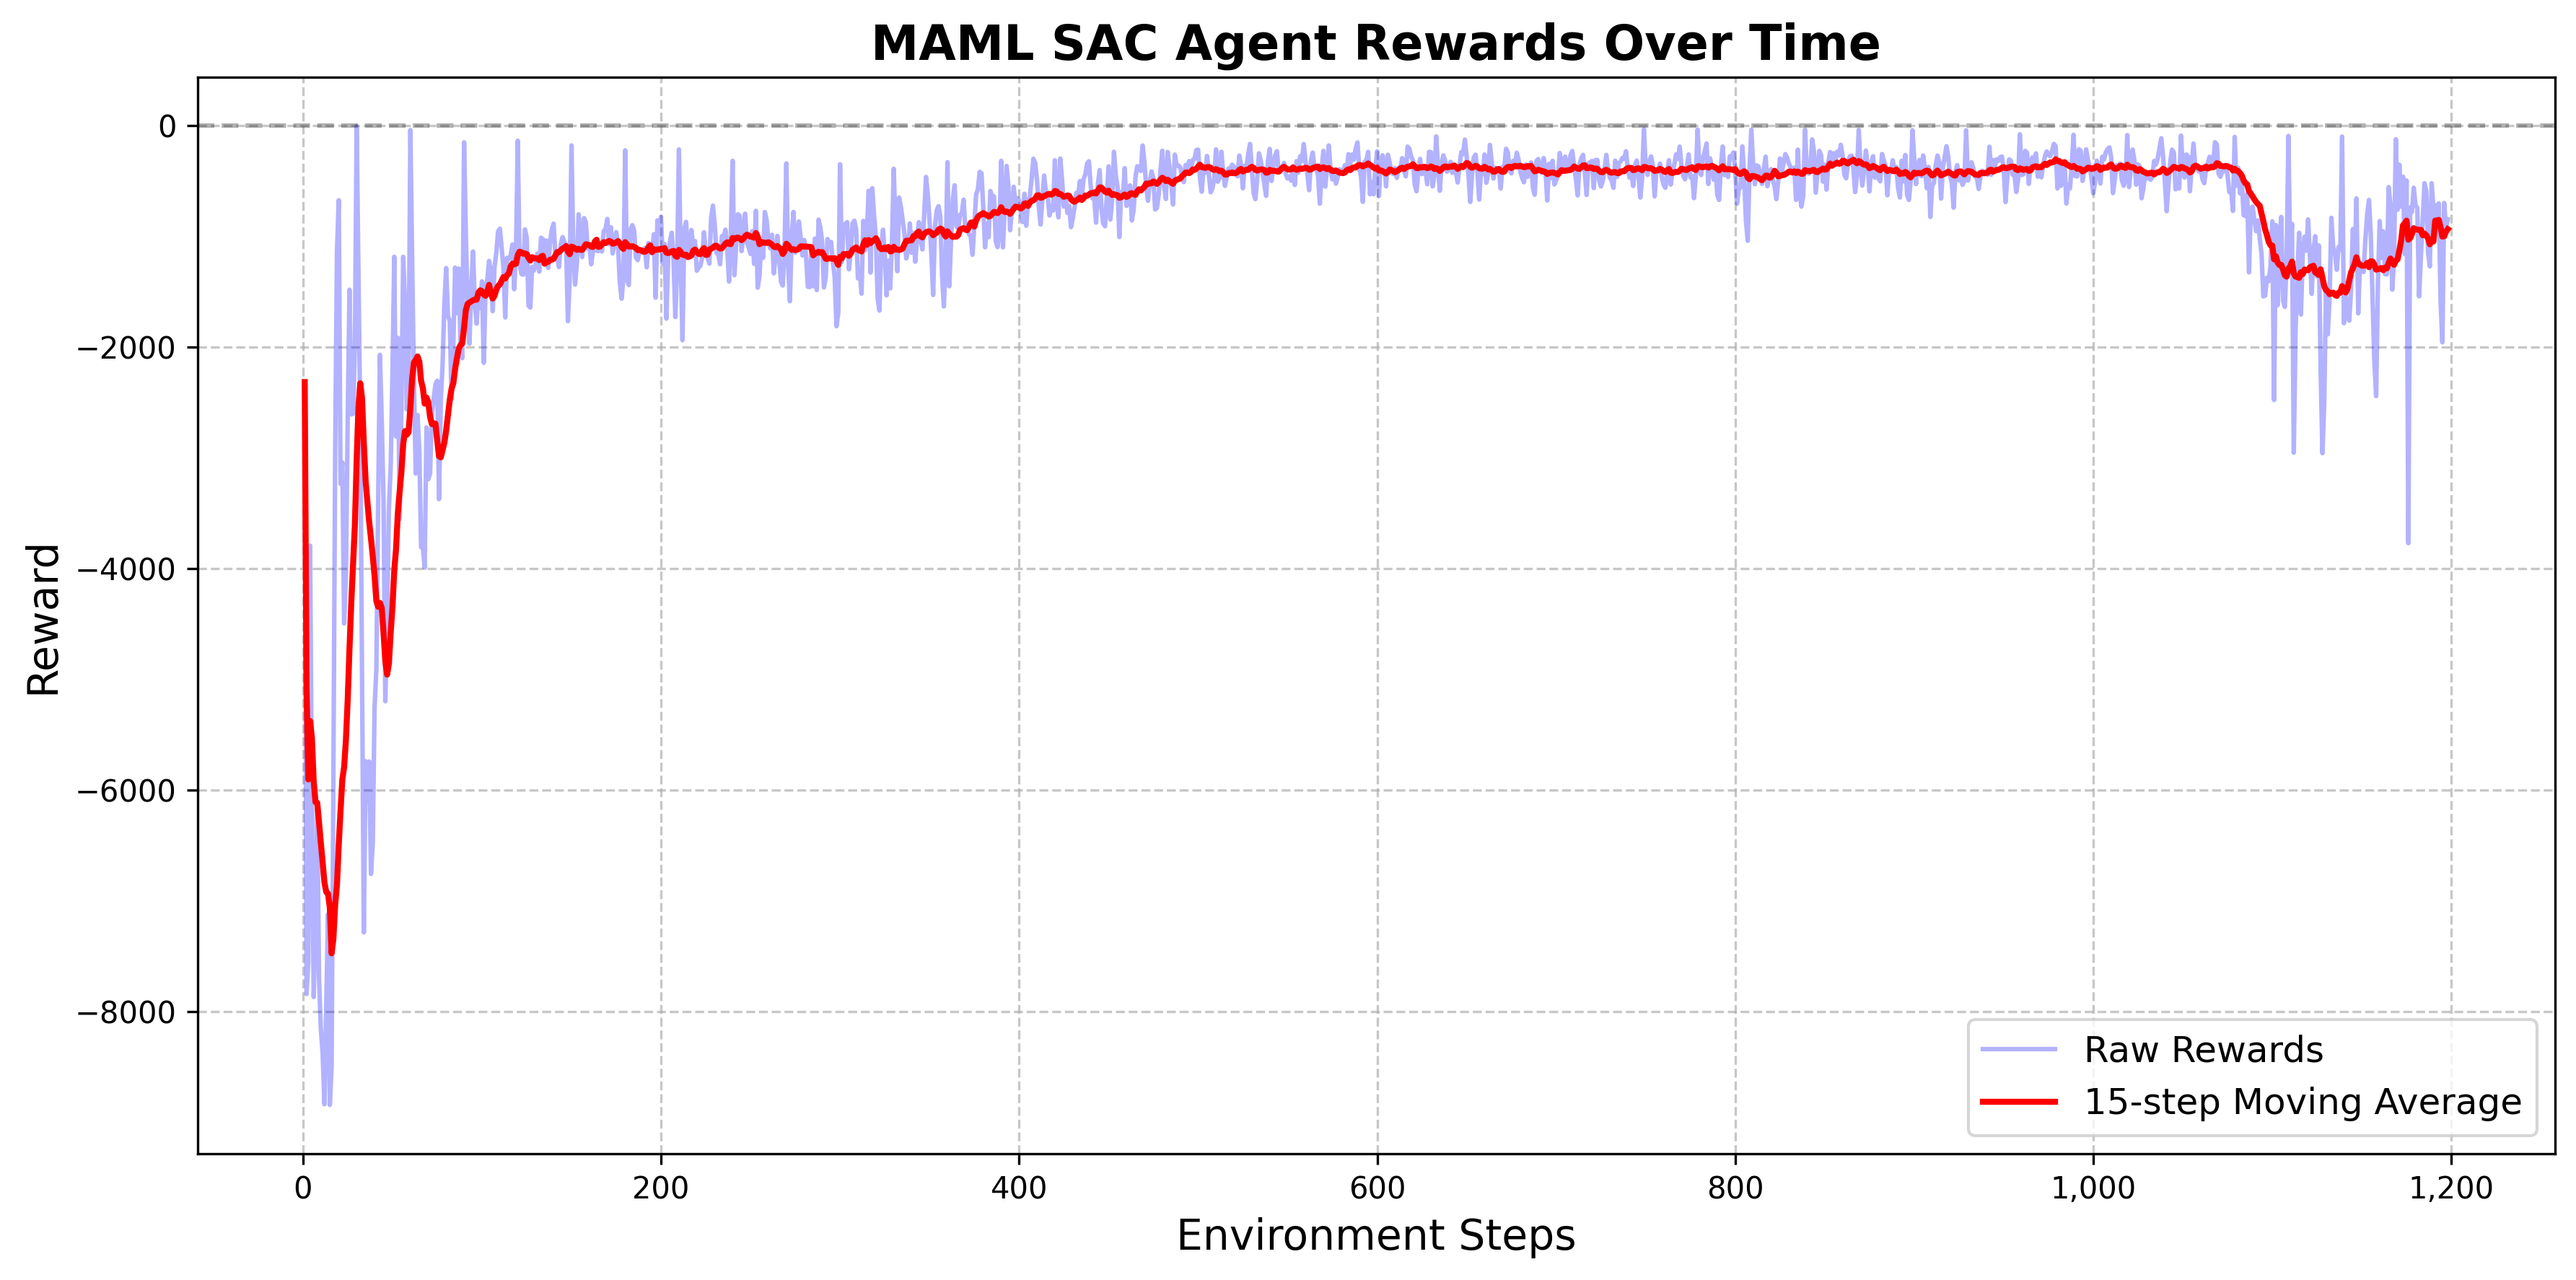 MAML SAC Agent Rewards Over Time
Reward
0
−2000
−4000
−6000
−8000
0
200
400
600
800
1,000
1,200
Environment Steps
Raw Rewards
15-step Moving Average